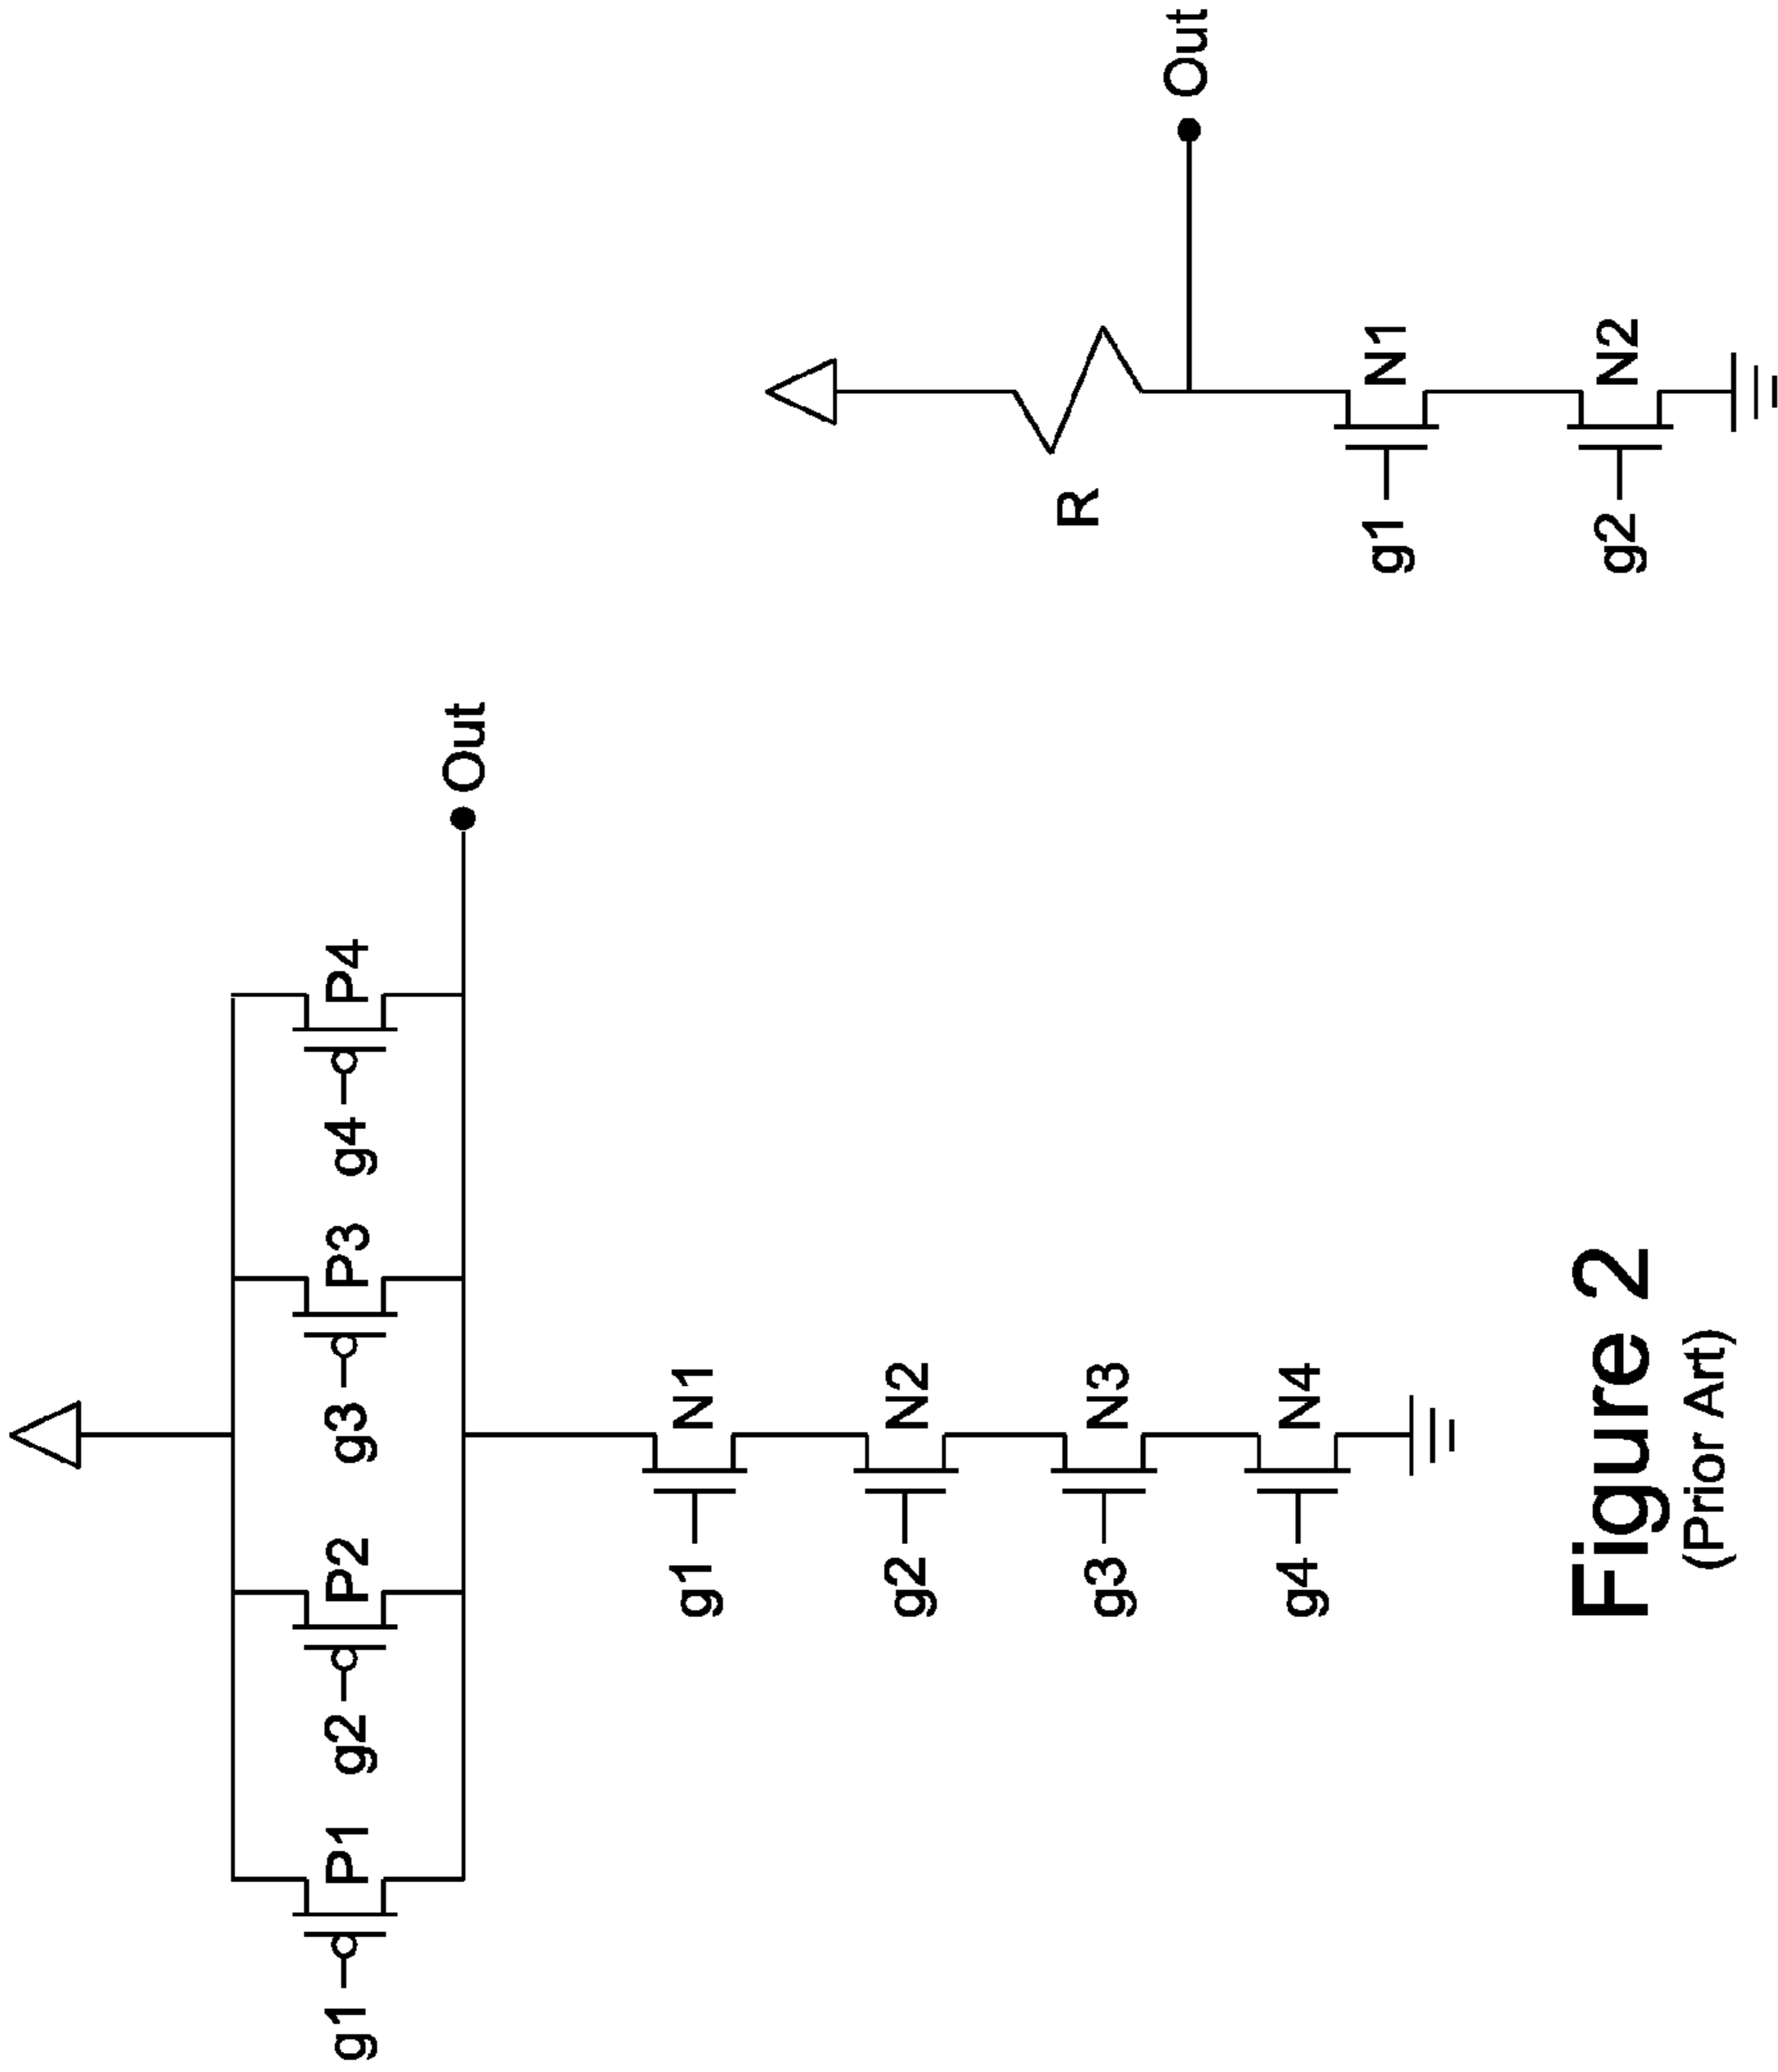 g1 P1 g2 P2 g3 P3 g4 P4
Out
g1 N1
g2 N2
g3 N3
g4 N4
R
Out
g1 N1
g2 N2
Figure 2
(Prior Art)